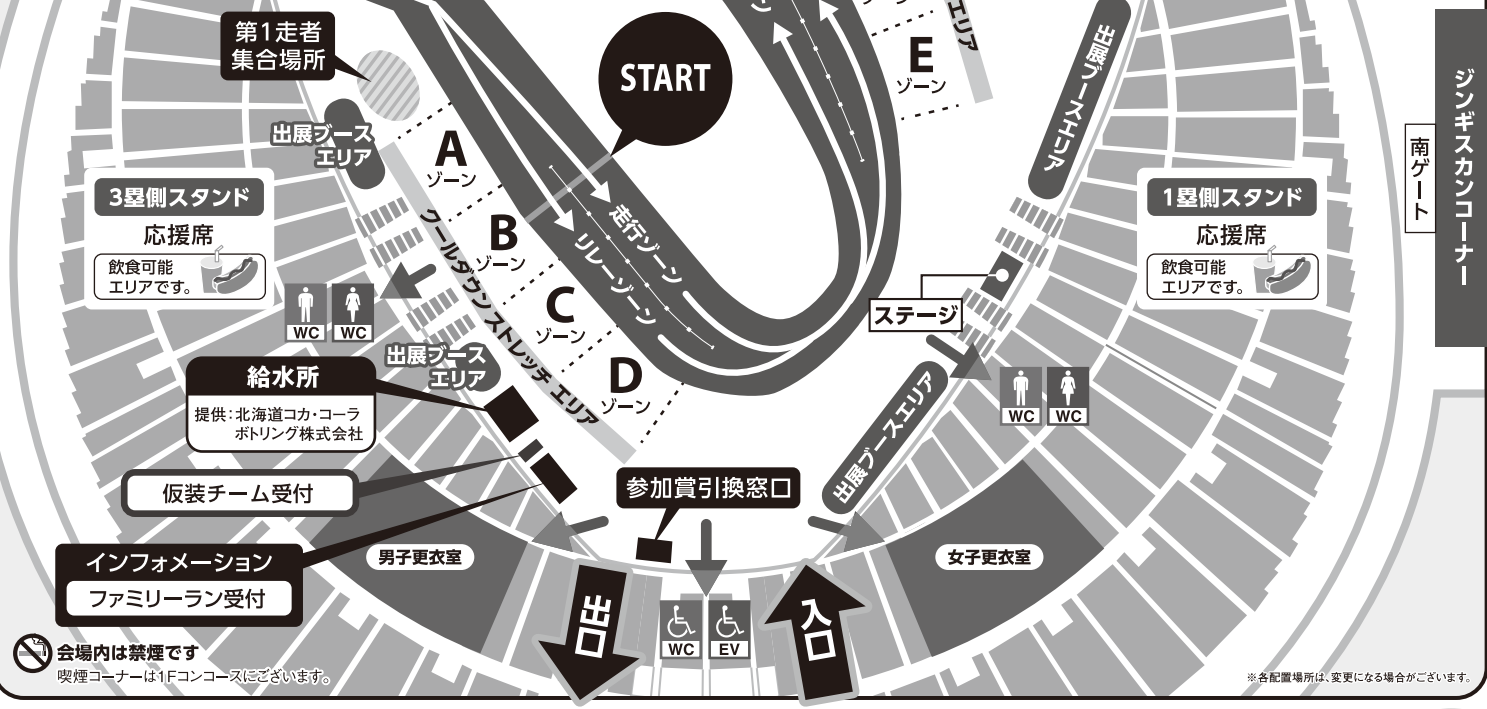 第1走者
集合場所
START
E
ゾーン
エリア
出展ブースエリア
ジンギスカンコーナー
南ゲート
出展ブース
エリア
A
ゾーン
3塁側スタンド
応援席
飲食可能
エリアです。
B
ゾーン
走行ゾーン
リレーゾーン
クールダウン ストレッチ エリア
1塁側スタンド
応援席
飲食可能
エリアです。
ステージ
WC
WC
C
ゾーン
出展ブース
エリア
D
ゾーン
給水所
提供:北海道コカ・コーラ
ボトリング株式会社
WC
WC
出展ブースエリア
仮装チーム受付
参加賞引換窓口
インフォメーション
ファミリーラン受付
男子更衣室
女子更衣室
出口
WC
EV
入口
会場内は禁煙です
喫煙コーナーは1Fコンコースにございます。
※各配置場所は、変更になる場合がございます。